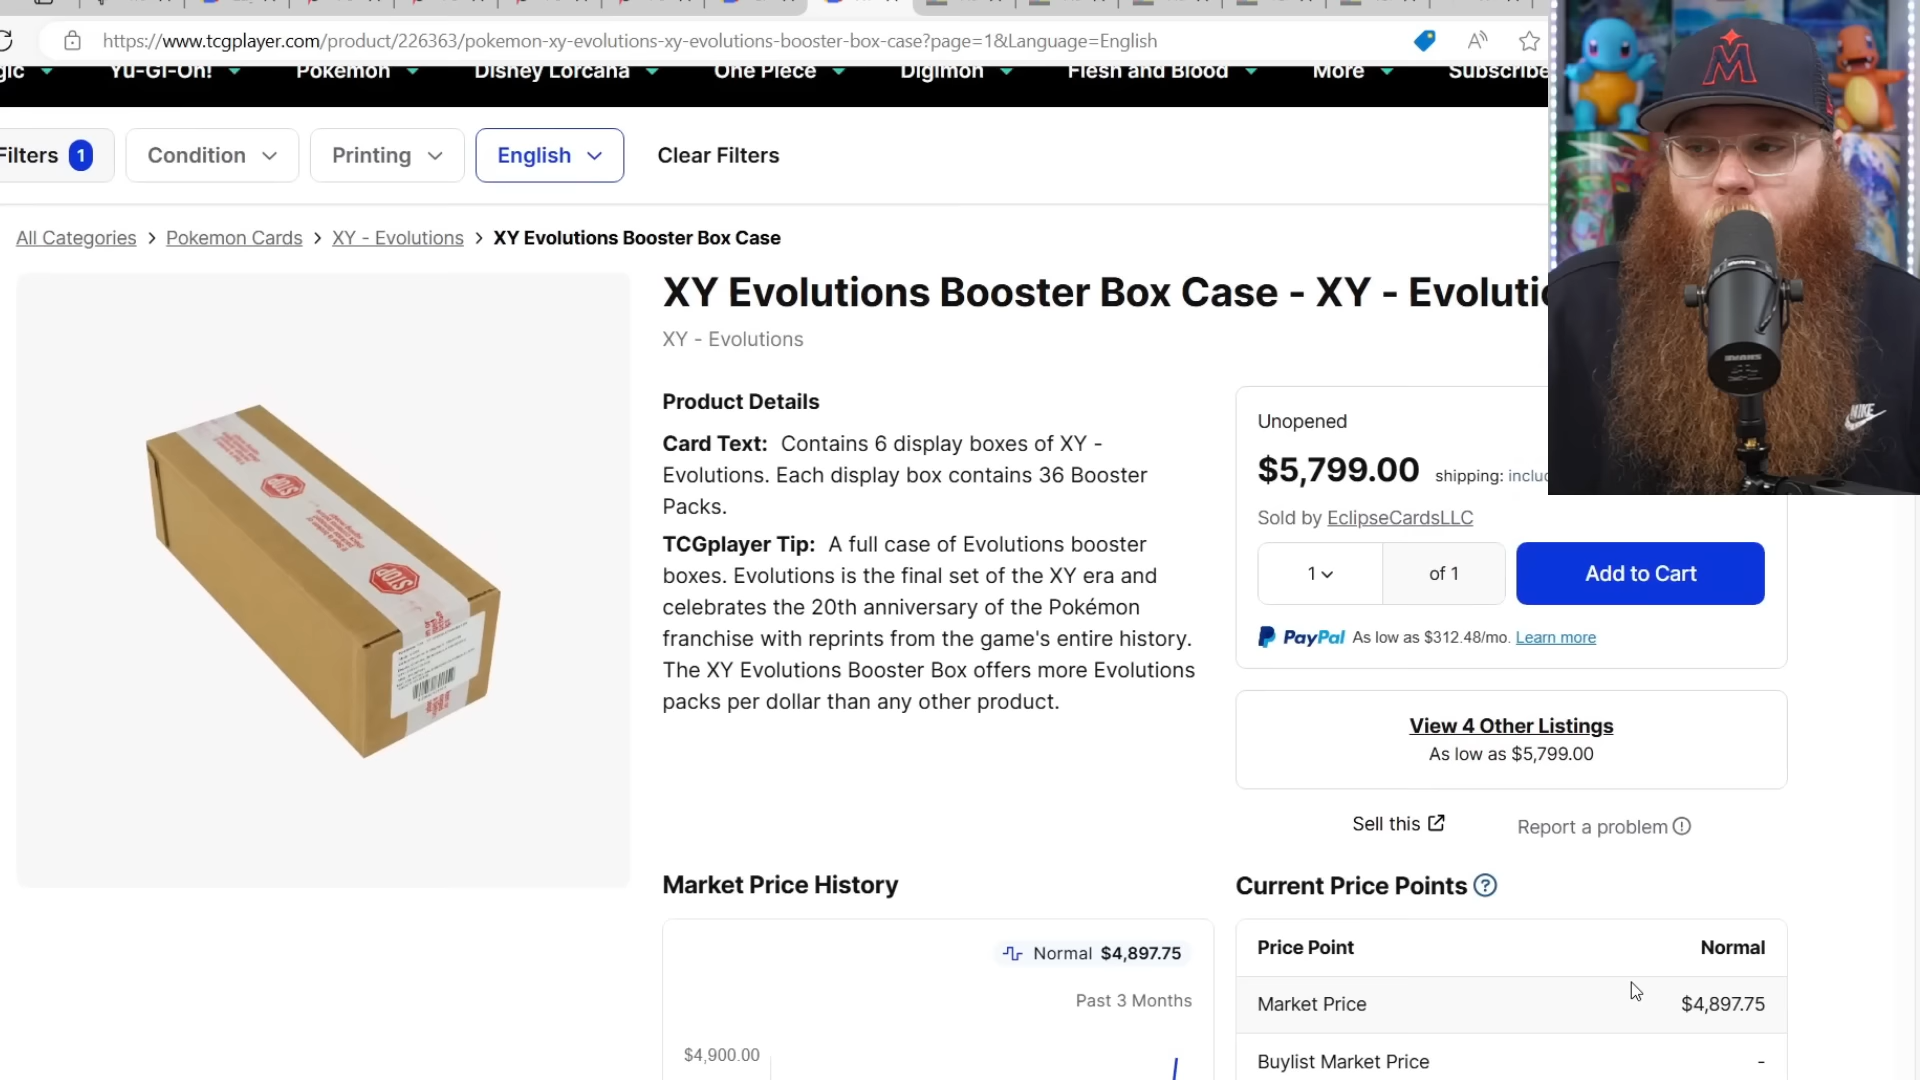 https://www.tcgplayer.com/product/226363/pokemon-xy-evolutions-xy-evolutions-booster-box-case?page=1&Language=English
Yu-Gi-Oh! Pokémon Disney Lorcana One Piece Digimon Flesh and Blood More Subscribe
Filters 1 Condition Printing English Clear Filters
All Categories > Pokemon Cards > XY - Evolutions > XY Evolutions Booster Box Case
XY Evolutions Booster Box Case - XY - Evoluti
XY - Evolutions
Product Details
Card Text: Contains 6 display boxes of XY -
Evolutions. Each display box contains 36 Booster
Packs.
TCGplayer Tip: A full case of Evolutions booster
boxes. Evolutions is the final set of the XY era and
celebrates the 20th anniversary of the Pokémon
franchise with reprints from the game's entire history.
The XY Evolutions Booster Box offers more Evolutions
packs per dollar than any other product.
Unopened
$5,799.00 shipping: inclu
Sold by EclipseCardsLLC
1 of 1 Add to Cart
PayPal As low as $312.48/mo. Learn more
View 4 Other Listings
As low as $5,799.00
Sell this Report a problem
Market Price History
Normal $4,897.75
Past 3 Months
$4,900.00
Current Price Points
Price Point Normal
Market Price $4,897.75
Buylist Market Price -
STOP
STOP
M
NIKE